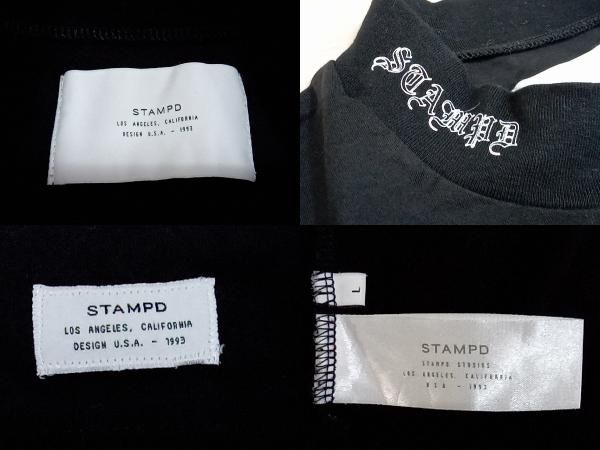 STAMPD
LOS ANGELES, CALIFORNIA
DESIGN U.S.A. - 1993
STAMPD
STAMPD
LOS ANGELES, CALIFORNIA
DESIGN U.S.A. - 1993
L
STAMPD
STAMPD STUDIOS
LOS ANGELES, CALIFORNIA
USA - 1993